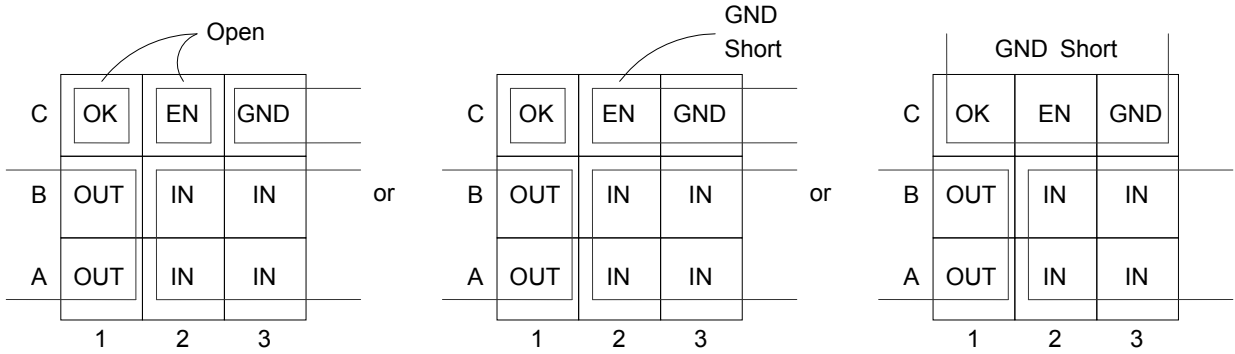 Open
C OK EN GND
B OUT IN IN
A OUT IN IN
1 2 3
or
GND
Short
C OK EN GND
B OUT IN IN
A OUT IN IN
1 2 3
or
GND Short
C OK EN GND
B OUT IN IN
A OUT IN IN
1 2 3